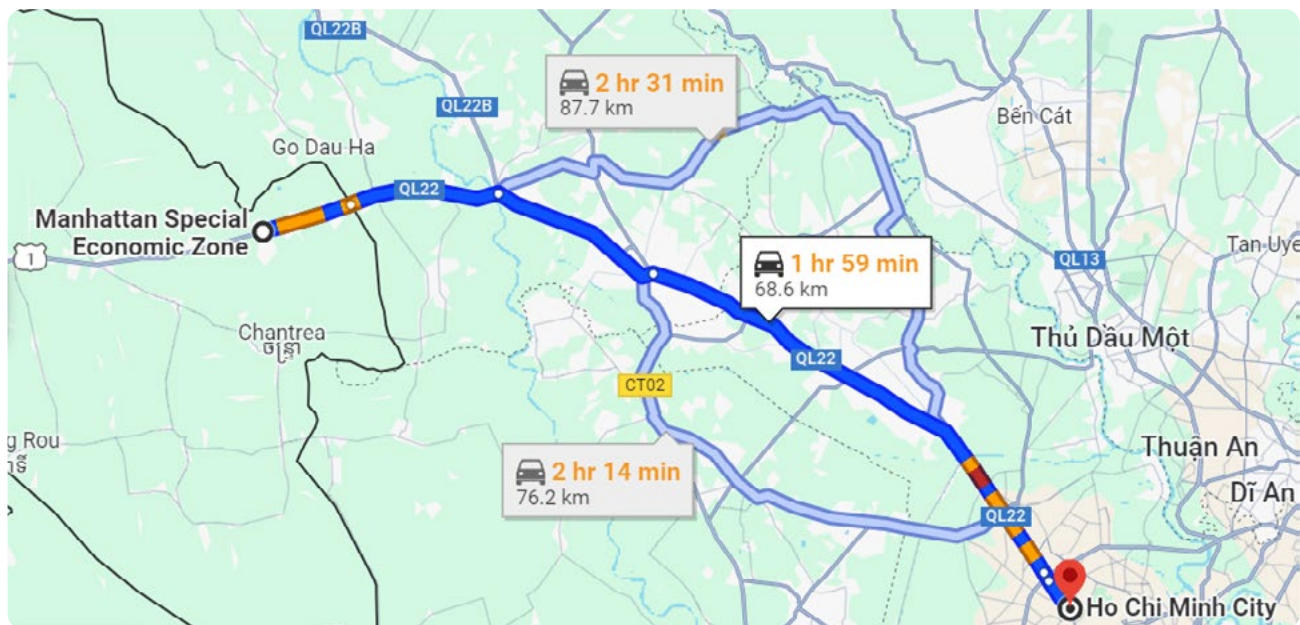 QL22B
2 hr 31 min
87.7 km
QL22B
Bến Cát
Go Dau Ha
QL22
Manhattan Special
Economic Zone
1
1 hr 59 min
68.6 km
Tan Uye
QL13
Chantrea
ច័ន្ទ្រា
Thủ Dầu Một
QL22
CT02
g Rou
Thuận An
2 hr 14 min
76.2 km
Dĩ An
QL22
Ho Chi Minh City